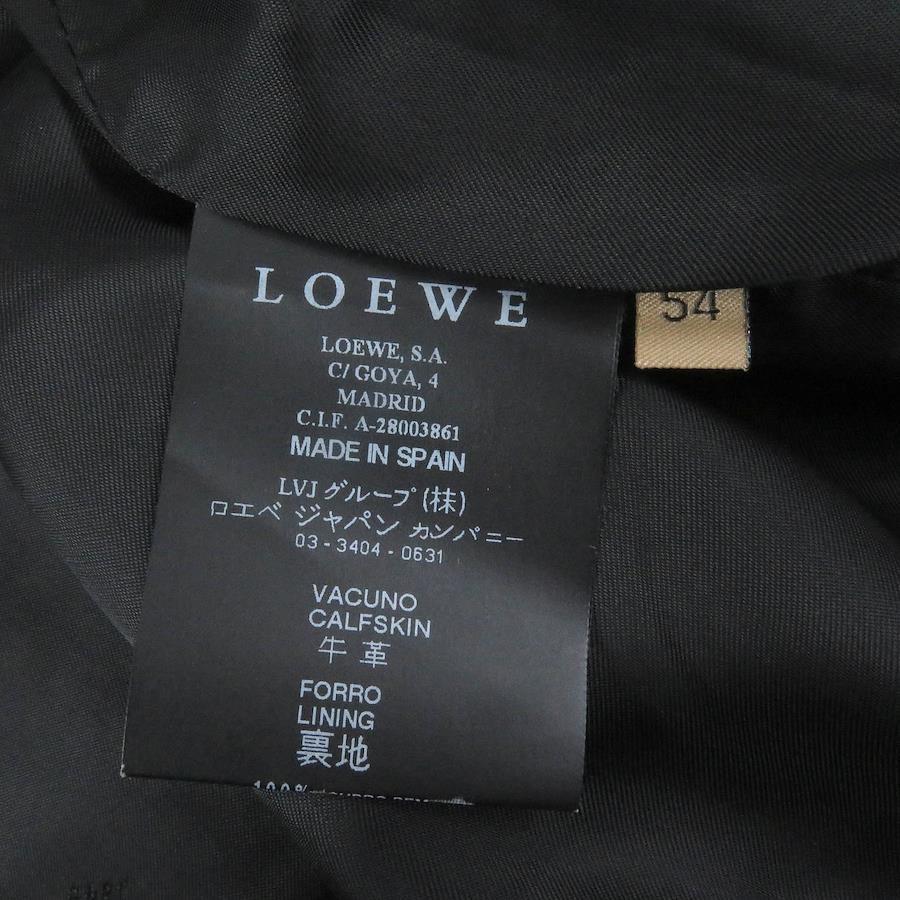 LOEWE
54
LOEWE, S.A.
C/ GOYA, 4
MADRID
C.I.F. A-28003861
MADE IN SPAIN
LVJ グループ (株)
ロエベ ジャパン カンパニー
03-3404-0631
VACUNO
CALFSKIN
牛革
FORRO
LINING
裏地
100%